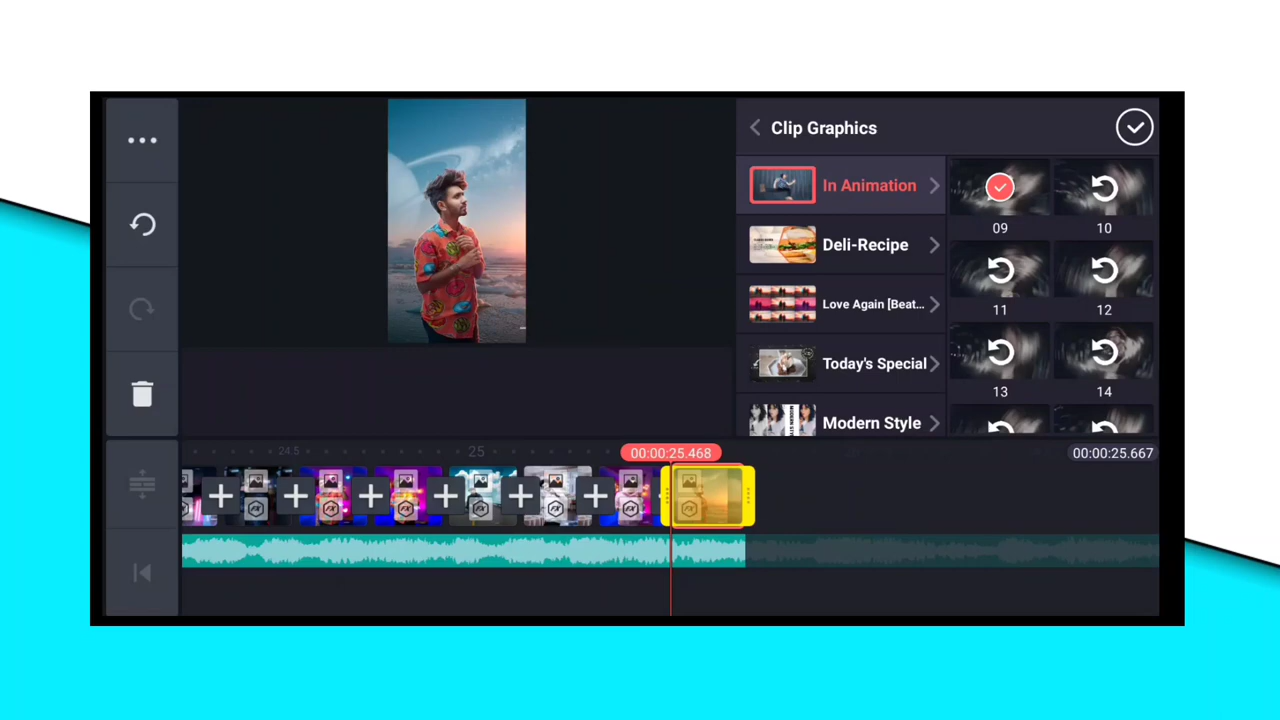 Clip Graphics
In Animation
Deli-Recipe
Love Again [Beat...
Today's Special
Modern Style
09
10
11
12
13
14
24.5
25
00:00:25.468
00:00:25.667